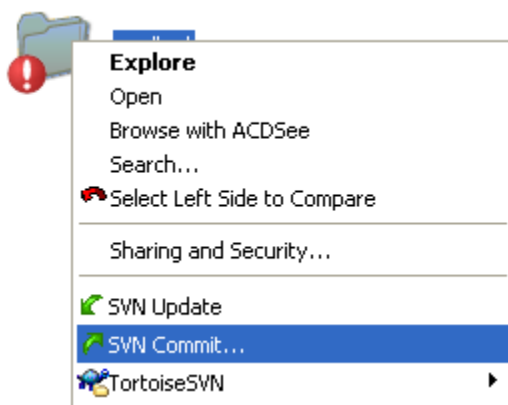 Explore
Open
Browse with ACDSee
Search...
Select Left Side to Compare
Sharing and Security...
SVN Update
SVN Commit...
TortoiseSVN